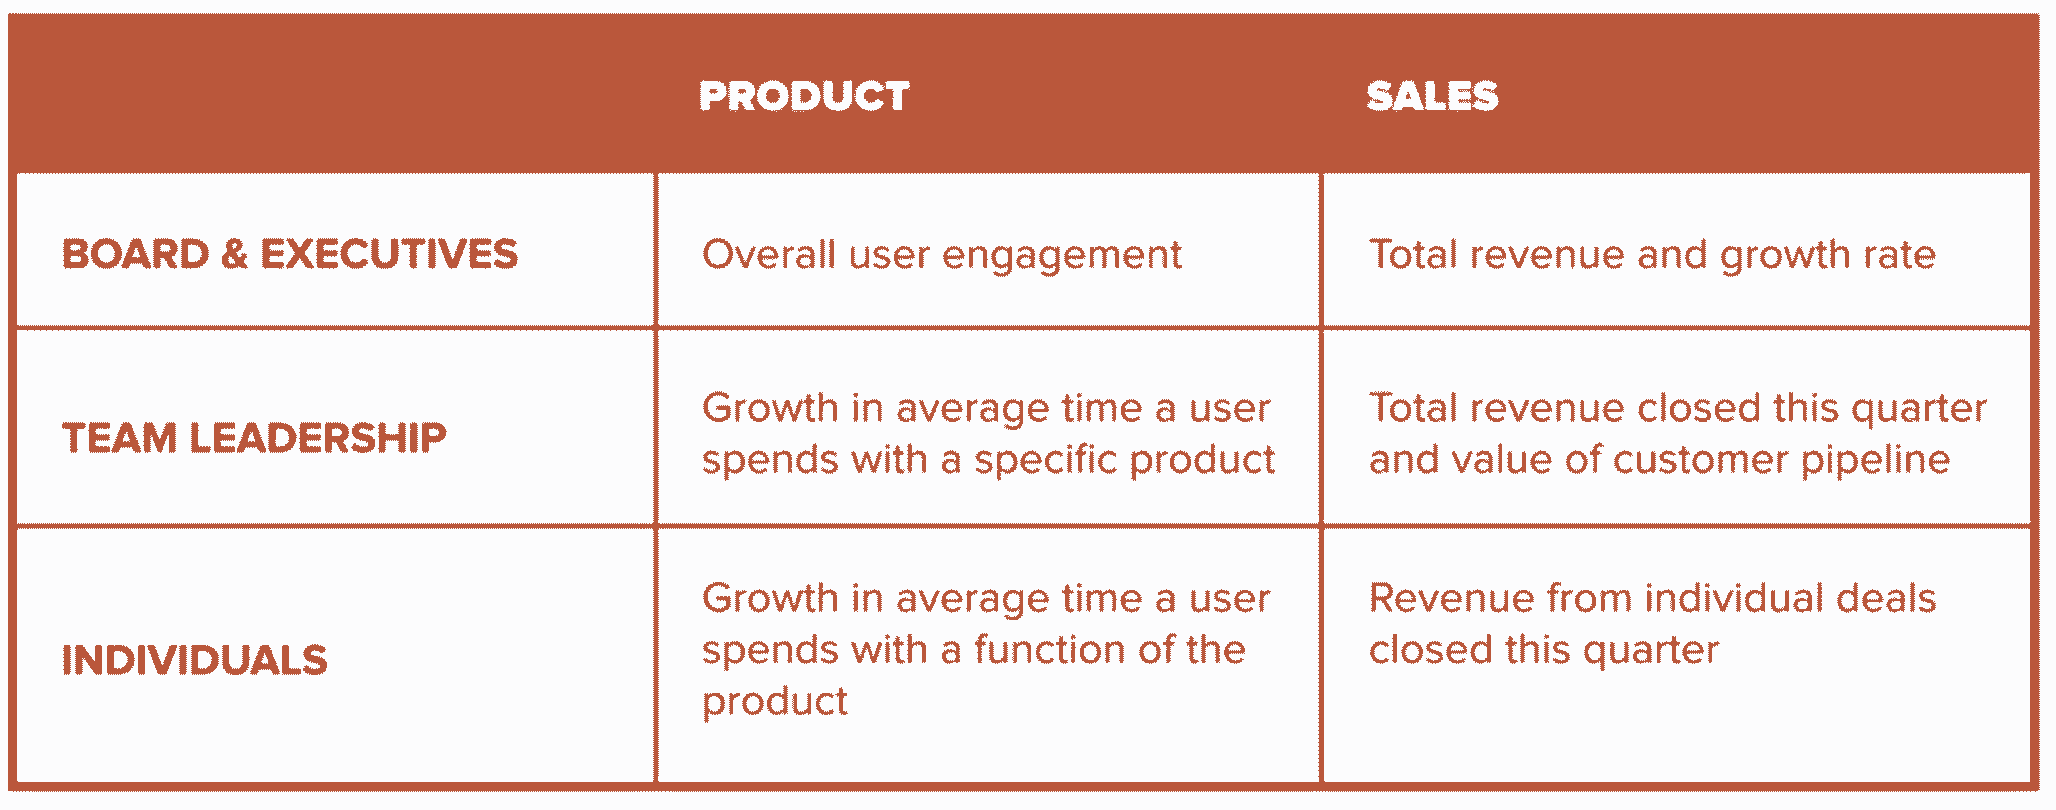 PRODUCT SALES
BOARD & EXECUTIVES Overall user engagement Total revenue and growth rate
TEAM LEADERSHIP
Growth in average time a user
spends with a specific product
Total revenue closed this quarter
and value of customer pipeline
INDIVIDUALS
Growth in average time a user
spends with a function of the
product
Revenue from individual deals
closed this quarter